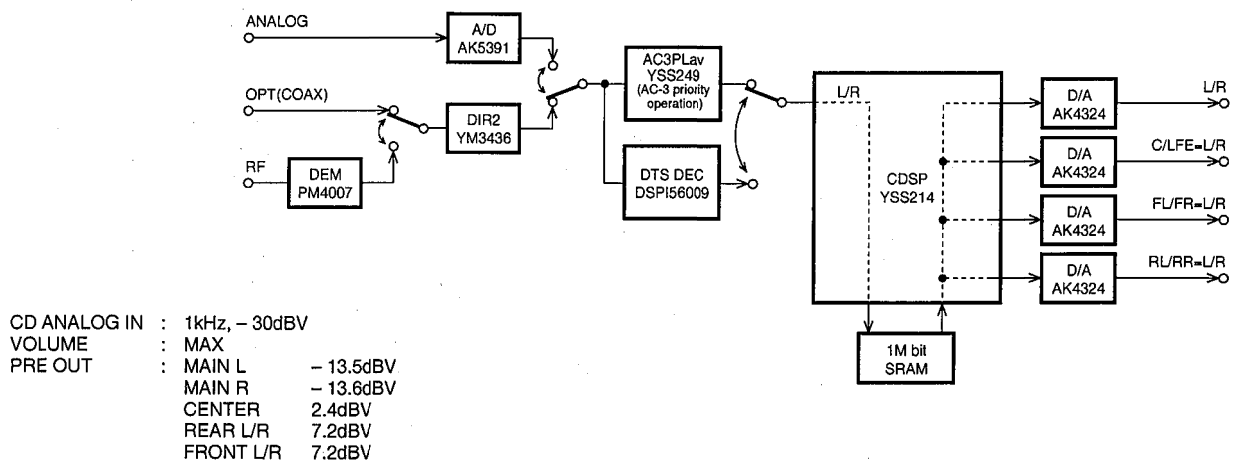 ANALOG
A/D
AK5391
OPT(COAX)
DIR2
YM3436
RF
DEM
PM4007
AC3PLav
YSS249
(AC-3 priority
operation)
DTS DEC
DSPI56009
L/R
CDSP
YSS214
1M bit
SRAM
D/A
AK4324
L/R
D/A
AK4324
C/LFE=L/R
D/A
AK4324
FL/FR=L/R
D/A
AK4324
RL/RR=L/R
CD ANALOG IN : 1kHz, – 30dBV
VOLUME : MAX
PRE OUT : MAIN L – 13.5dBV
MAIN R – 13.6dBV
CENTER 2.4dBV
REAR L/R 7.2dBV
FRONT L/R 7.2dBV